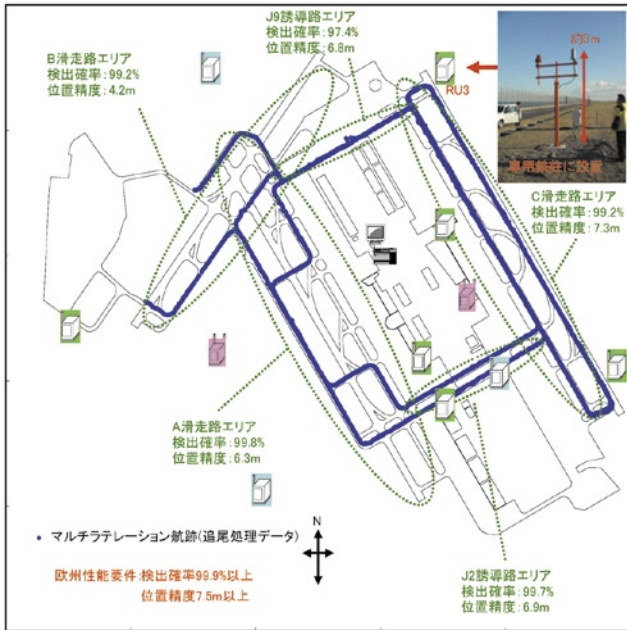 J9誘導路エリア
検出確率:97.4%
位置精度:6.8m
B滑走路エリア
検出確率:99.2%
位置精度:4.2m
RU3
約3m
専用鉄柱に設置
C滑走路エリア
検出確率:99.2%
位置精度:7.3m
A滑走路エリア
検出確率:99.8%
位置精度:6.3m
N
• マルチラテレーション航跡(追尾処理データ)
欧州性能要件:検出確率99.9%以上
位置精度7.5m以上
J2誘導路エリア
検出確率:99.7%
位置精度:6.9m